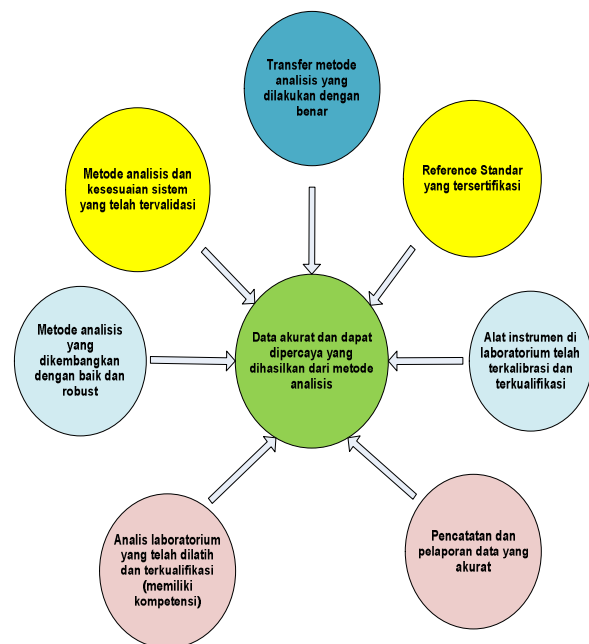 Transfer metode
analisis yang
dilakukan dengan
benar
Metode analisis dan
kesesuaian sistem
yang telah tervalidasi
Reference Standar
yang tersertifikasi
Metode analisis
yang
dikembangkan
dengan baik dan
robust
Data akurat dan dapat
dipercaya yang
dihasilkan dari metode
analisis
Alat instrumen di
laboratorium telah
terkalibrasi dan
terkualifikasi
Analis laboratorium
yang telah dilatih
dan terkualifikasi
(memiliki
kompetensi)
Pencatatan dan
pelaporan data yang
akurat